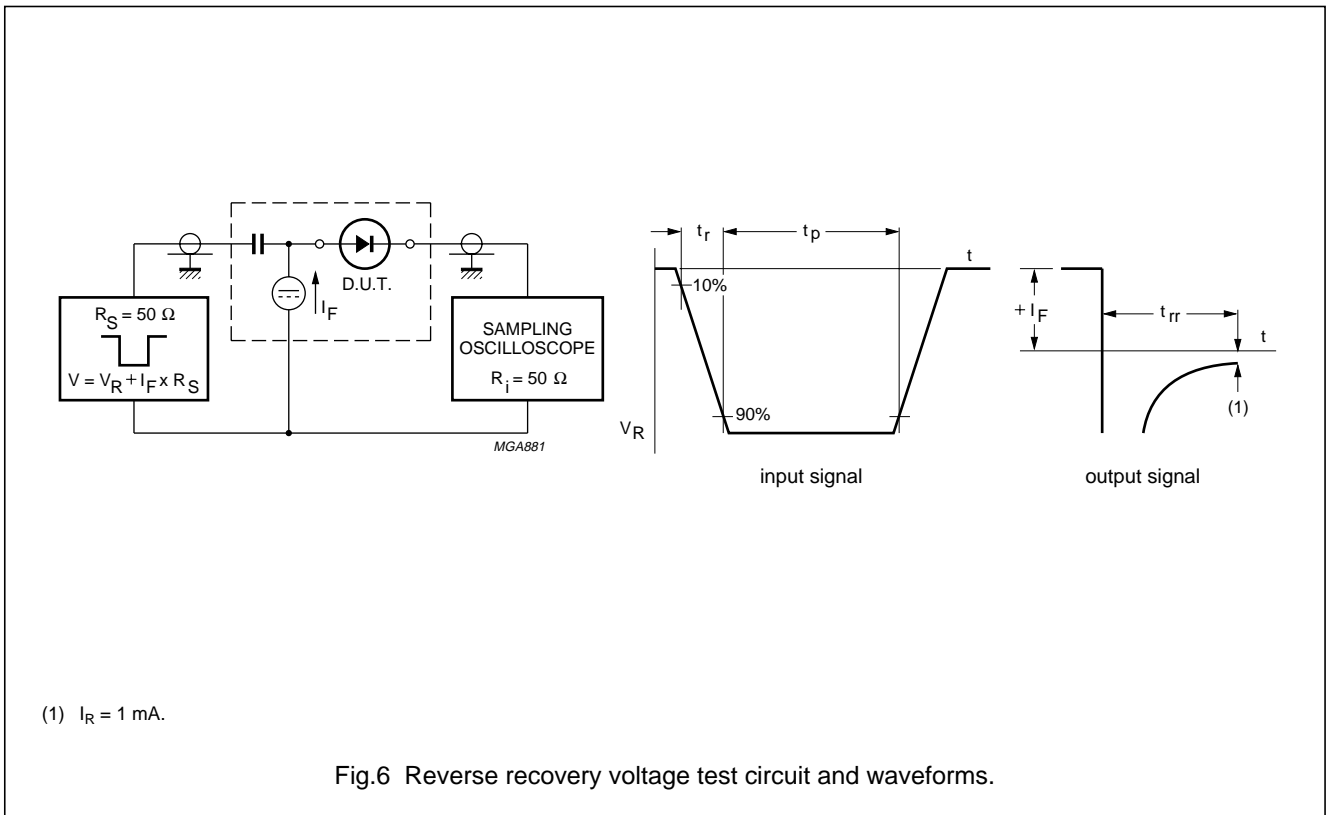 R_S = 50 Ω
V = V_R + I_F x R_S
I_F
D.U.T.
SAMPLING
OSCILLOSCOPE
R_i = 50 Ω
MGA881
t_r
t_p
t
10%
90%
V_R
input signal
+ I_F
t_rr
t
(1)
output signal
(1) I_R = 1 mA.
Fig.6 Reverse recovery voltage test circuit and waveforms.